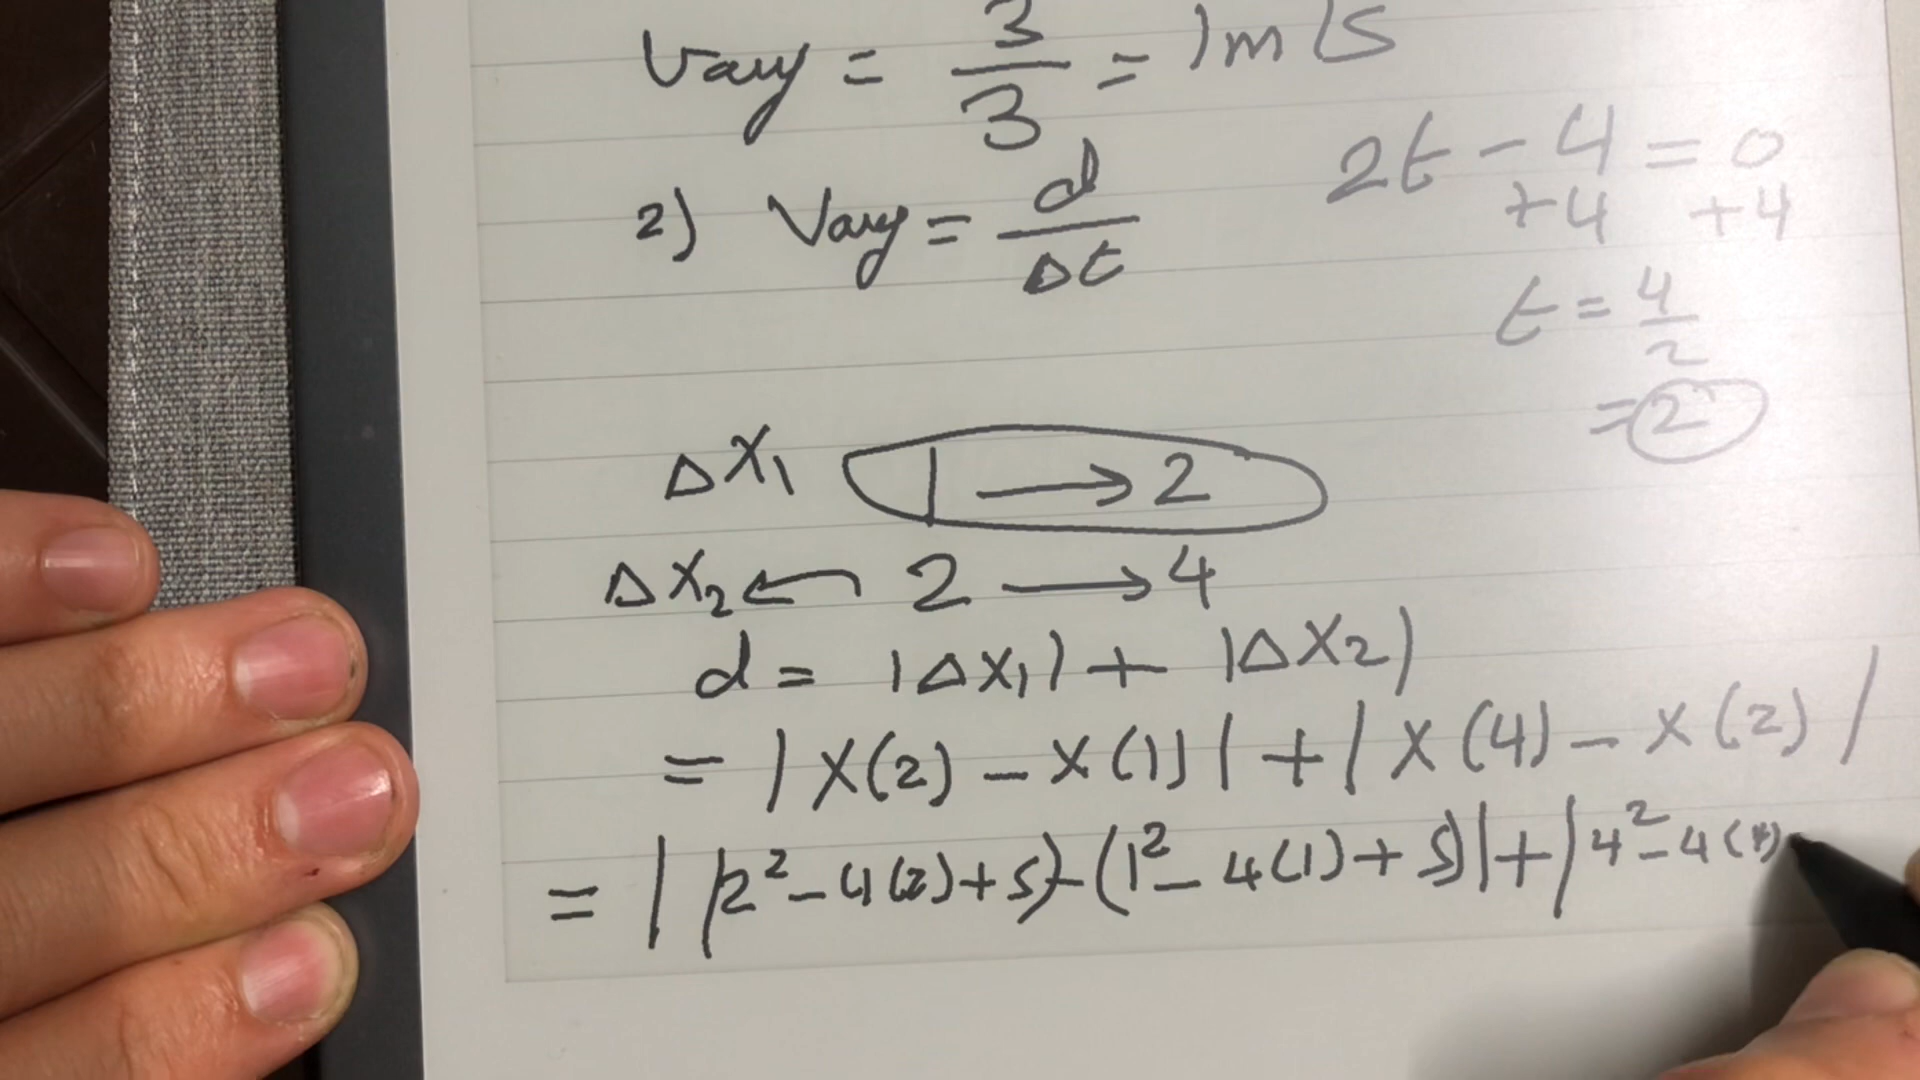 Vavg = 3/3 = 1m/s
2) Vavg = d/Δt
2t - 4 = 0
+4 +4
t = 4/2
= 2
Δx₁ 1 → 2
Δx₂ ← 2 → 4
d = |Δx₁| + |Δx₂|
= |x(2) - x(1)| + |x(4) - x(2)|
= |(2² - 4(2) + 5) - (1² - 4(1) + 5)| + |4² - 4(4)